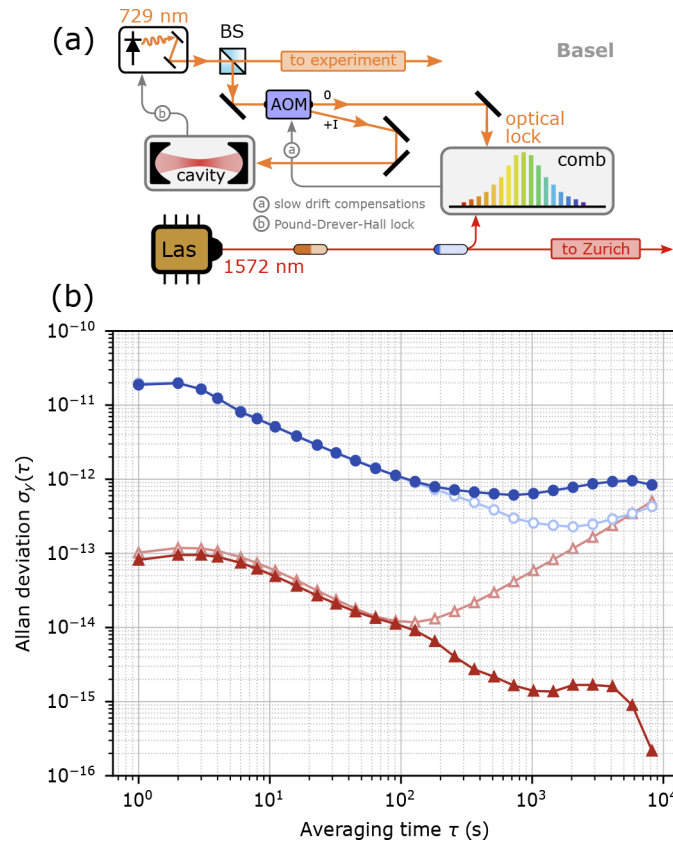 (a)
729 nm
BS
Basel
to experiment
AOM
0
+I
optical
lock
b
a
cavity
comb
a slow drift compensations
b Pound-Drever-Hall lock
Las
1572 nm
to Zurich
(b)
10⁻¹⁰
10⁻¹¹
10⁻¹²
10⁻¹³
10⁻¹⁴
10⁻¹⁵
10⁻¹⁶
Allan deviation σy(τ)
10⁰ 10¹ 10² 10³ 10⁴
Averaging time τ (s)